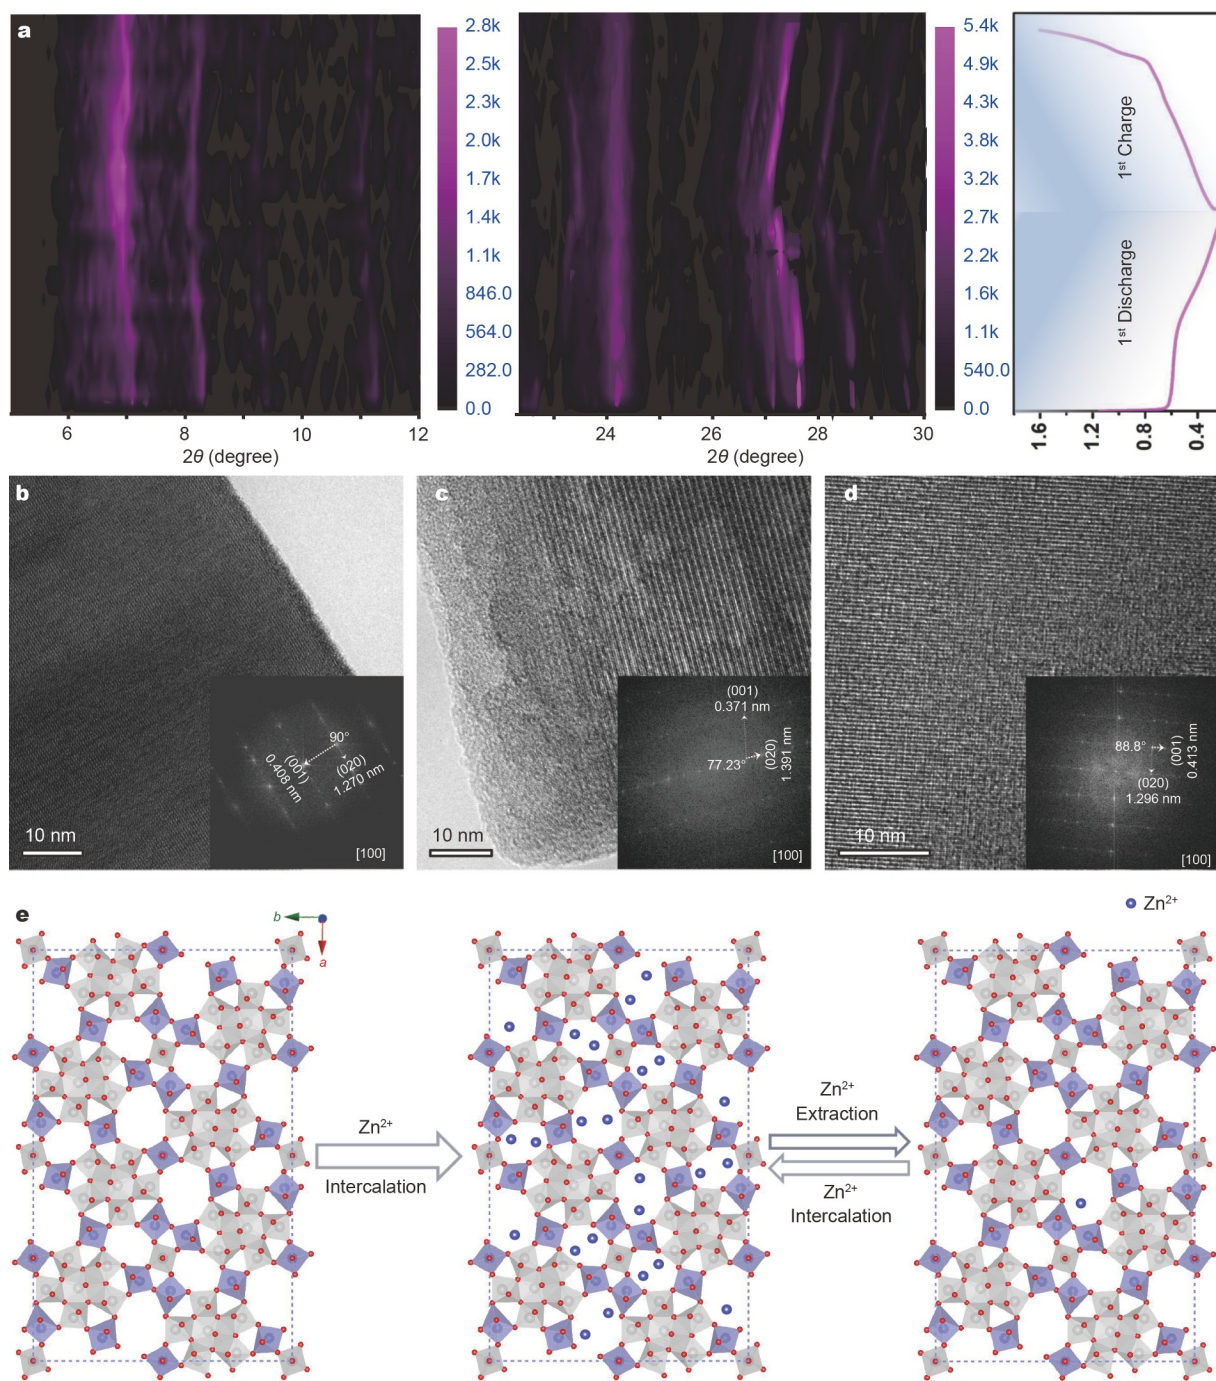 a
2.8k
2.5k
2.3k
2.0k
1.7k
1.4k
1.1k
846.0
564.0
282.0
0.0
6
8
10
12
2θ (degree)
5.4k
4.9k
4.3k
3.8k
3.2k
2.7k
2.2k
1.6k
1.1k
540.0
0.0
24
26
28
30
2θ (degree)
1st Charge
1st Discharge
1.6
1.2
0.8
0.4
b
90°
(001)
0.408 nm
(020)
1.270 nm
10 nm
[100]
c
(001)
0.371 nm
77.23°
(020)
1.391 nm
10 nm
[100]
d
88.8°
(001)
0.413 nm
(020)
1.296 nm
10 nm
[100]
e
b
a
Zn2+
Zn2+
Intercalation
Zn2+
Extraction
Zn2+
Intercalation